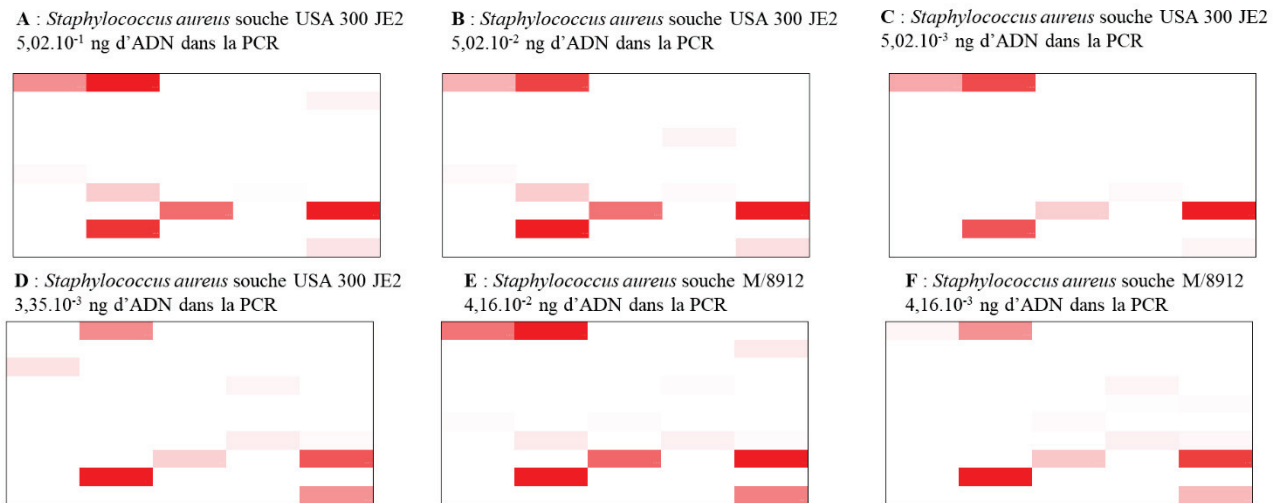 A : Staphylococcus aureus souche USA 300 JE2
5,02.10⁻¹ ng d’ADN dans la PCR
B : Staphylococcus aureus souche USA 300 JE2
5,02.10⁻² ng d’ADN dans la PCR
C : Staphylococcus aureus souche USA 300 JE2
5,02.10⁻³ ng d’ADN dans la PCR
D : Staphylococcus aureus souche USA 300 JE2
3,35.10⁻³ ng d’ADN dans la PCR
E : Staphylococcus aureus souche M/8912
4,16.10⁻² ng d’ADN dans la PCR
F : Staphylococcus aureus souche M/8912
4,16.10⁻³ ng d’ADN dans la PCR